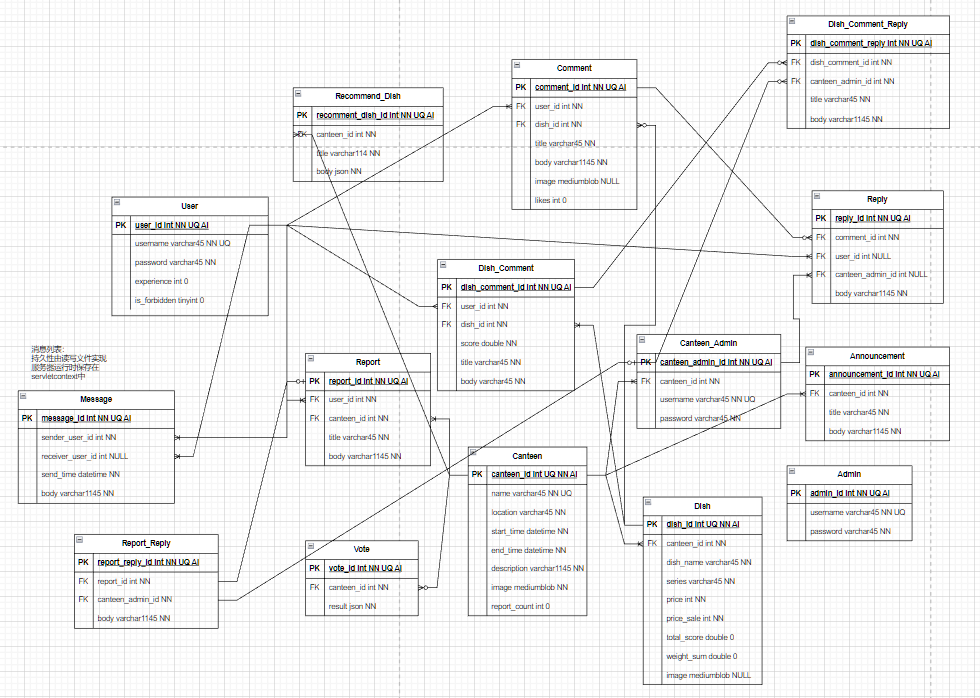 Dish_Comment_Reply
PK dish_comment_reply int NN UQ AI
FK dish_comment_id int NN
FK canteen_admin_id int NN
title varchar45 NN
body varchar1145 NN
Comment
PK comment_id int NN UQ AI
FK user_id int NN
FK dish_id int NN
title varchar45 NN
body varchar1145 NN
image mediumblob NULL
likes int 0
Recommend_Dish
PK recommend_dish_id int NN UQ AI
FK canteen_id int NN
title varchar114 NN
body json NN
User
PK user_id int NN UQ AI
username varchar45 NN UQ
password varchar45 NN
experience int 0
is_forbidden tinyint 0
Reply
PK reply_id int NN UQ AI
FK comment_id int NN
FK user_id int NULL
FK canteen_admin_id int NULL
body varchar1145 NN
Dish_Comment
PK dish_comment_id int NN UQ AI
FK user_id int NN
FK dish_id int NN
score double NN
title varchar45 NN
body varchar45 NN
Canteen_Admin
PK canteen_admin_id int NN UQ AI
FK canteen_id int NN
username varchar45 NN UQ
password varchar45 NN
Announcement
PK announcement_id int NN UQ AI
FK canteen_id int NN
title varchar45 NN
body varchar1145 NN
消息列表:
持久性由读写文件实现,
服务器运行时保存在
servletcontext中
Report
PK report_id int NN UQ AI
FK user_id int NN
FK canteen_id int NN
title varchar45 NN
body varchar1145 NN
Message
PK message_id int NN UQ AI
sender_user_id int NN
receiver_user_id int NULL
send_time datetime NN
body varchar1145 NN
Canteen
PK canteen_id int UQ NN AI
name varchar45 NN UQ
location varchar45 NN
start_time datetime NN
end_time datetime NN
description varchar1145 NN
image mediumblob NN
report_count int 0
Admin
PK admin_id int NN UQ AI
username varchar45 NN UQ
password varchar45 NN
Dish
PK dish_id int UQ NN AI
FK canteen_id int NN
dish_name varchar45 NN
series varchar45 NN
price int NN
price_sale int NN
total_score double 0
weight_sum double 0
image mediumblob NULL
Report_Reply
PK report_reply_id int NN UQ AI
FK report_id int NN
FK canteen_admin_id int NN
body varchar1145 NN
Vote
PK vote_id int NN UQ AI
FK canteen_id int NN
result json NN